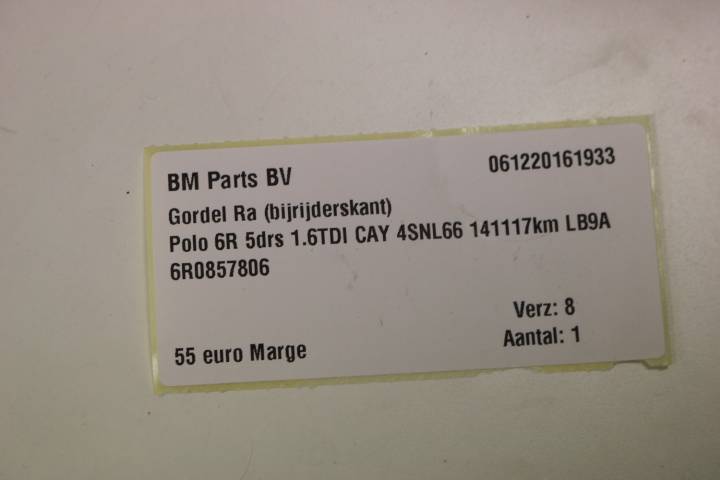 BM Parts BV 061220161933
Gordel Ra (bijrijderskant)
Polo 6R 5drs 1.6TDI CAY 4SNL66 141117km LB9A
6R0857806
Verz: 8
55 euro Marge Aantal: 1